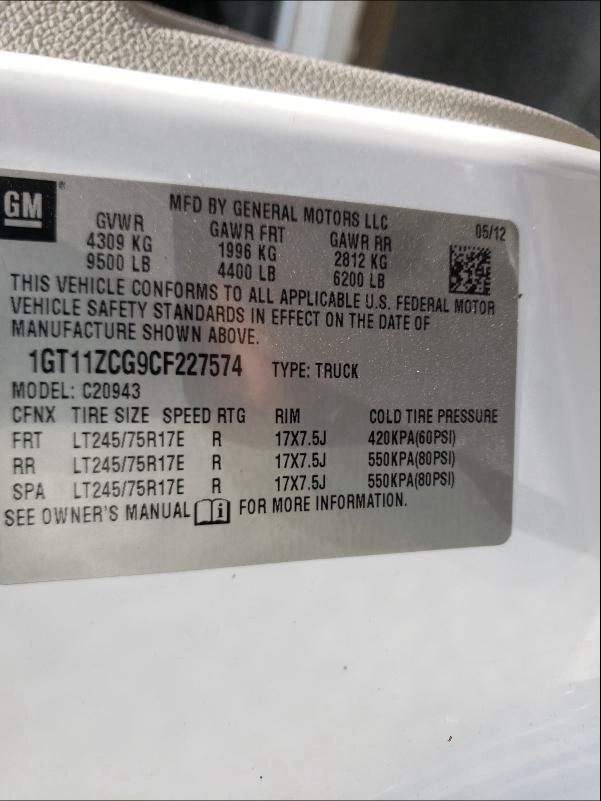 GM
MFD BY GENERAL MOTORS LLC
05/12
GVWR GAWR FRT GAWR RR
4309 KG 1996 KG 2812 KG
9500 LB 4400 LB 6200 LB
THIS VEHICLE CONFORMS TO ALL APPLICABLE U.S. FEDERAL MOTOR
VEHICLE SAFETY STANDARDS IN EFFECT ON THE DATE OF
MANUFACTURE SHOWN ABOVE.
1GT11ZCG9CF227574 TYPE: TRUCK
MODEL: C20943
CFNX TIRE SIZE SPEED RTG RIM COLD TIRE PRESSURE
FRT LT245/75R17E R 17X7.5J 420KPA(60PSI)
RR LT245/75R17E R 17X7.5J 550KPA(80PSI)
SPA LT245/75R17E R 17X7.5J 550KPA(80PSI)
SEE OWNER'S MANUAL FOR MORE INFORMATION.